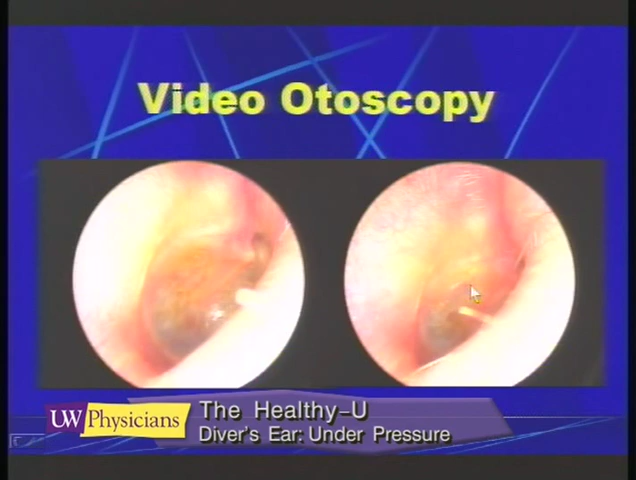 Video Otoscopy
UW Physicians
The Healthy-U
Diver's Ear: Under Pressure